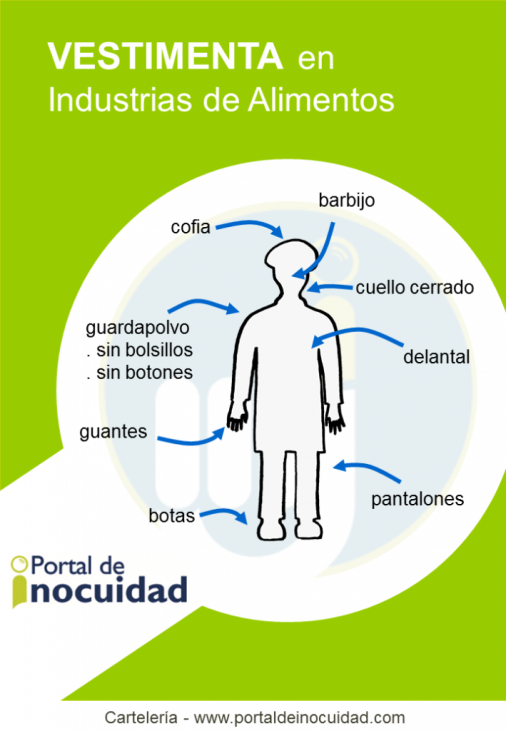 VESTIMENTA en
Industrias de Alimentos
barbijo
cofia
cuello cerrado
guardapolvo
. sin bolsillos
. sin botones
delantal
guantes
pantalones
botas
Portal de
inocuidad
Cartelería - www.portaldeinocuidad.com